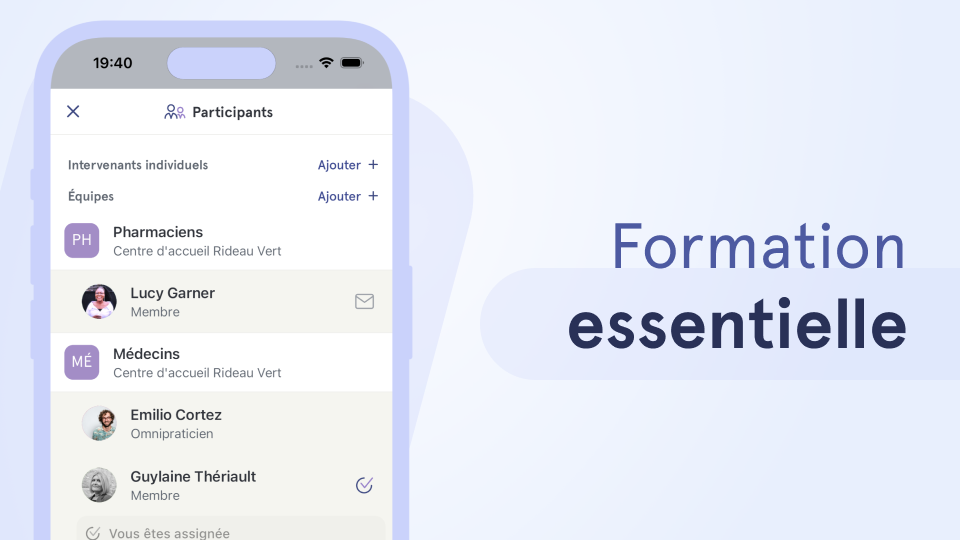 19:40
Participants
Intervenants individuels Ajouter +
Équipes Ajouter +
PH Pharmaciens
Centre d'accueil Rideau Vert
Lucy Garner
Membre
MÉ Médecins
Centre d'accueil Rideau Vert
Emilio Cortez
Omnipraticien
Guylaine Thériault
Membre
Vous êtes assignée
Formation
essentielle